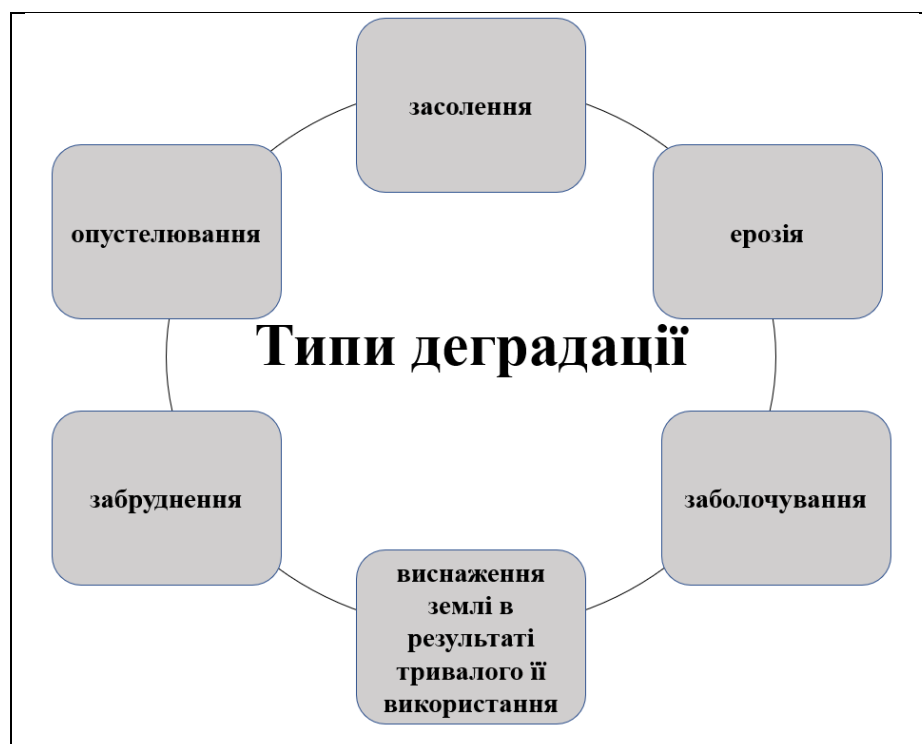 засолення
опустелювання
ерозія
Типи деградації
забруднення
заболочування
виснаження
землі в
результаті
тривалого її
використання